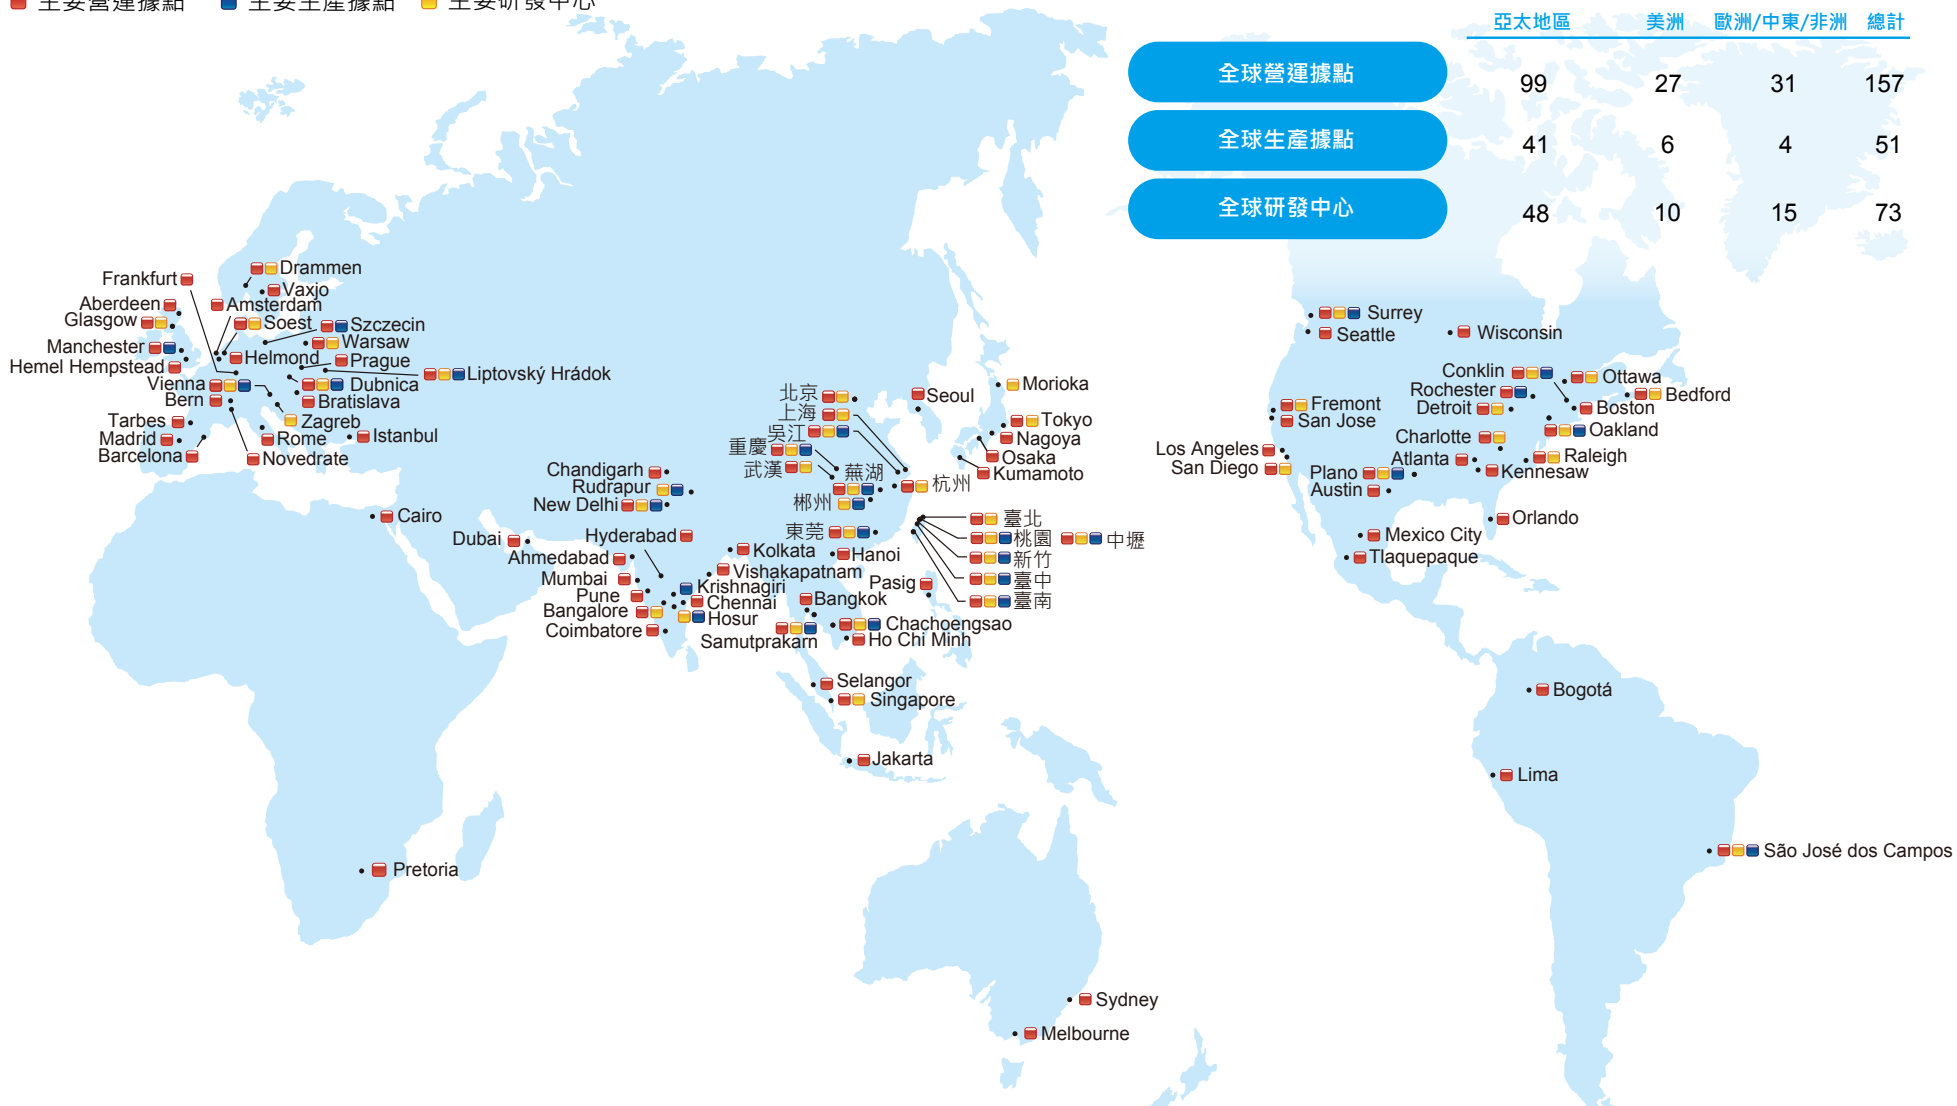 主要營運據點 主要生產據點 主要研發中心
亞太地區 美洲 歐洲/中東/非洲 總計
全球營運據點 99 27 31 157
全球生產據點 41 6 4 51
全球研發中心 48 10 15 73
Drammen
Frankfurt
Vaxjo
Aberdeen
Amsterdam
Glasgow
Soest
Szczecin
Warsaw
Manchester
Helmond
Prague
Hemel Hempstead
Liptovský Hrádok
Vienna
Dubnica
Bern
Bratislava
Tarbes
Zagreb
Madrid
Rome
Istanbul
Barcelona
Novedrate
Cairo
Dubai
Pretoria
北京
上海
吳江
重慶
武漢
蕪湖
杭州
郴州
東莞
Seoul
Morioka
Tokyo
Nagoya
Osaka
Kumamoto
Chandigarh
Rudrapur
New Delhi
Hyderabad
Kolkata
Ahmedabad
Vishakapatnam
Mumbai
Krishnagiri
Pune
Chennai
Bangalore
Hosur
Coimbatore
臺北
桃園
中壢
新竹
臺中
臺南
Hanoi
Pasig
Bangkok
Chachoengsao
Samutprakarn
Ho Chi Minh
Selangor
Singapore
Jakarta
Sydney
Melbourne
Surrey
Seattle
Wisconsin
Conklin
Ottawa
Rochester
Bedford
Detroit
Boston
Fremont
San Jose
Oakland
Charlotte
Los Angeles
Atlanta
Raleigh
San Diego
Plano
Kennesaw
Austin
Orlando
Mexico City
Tlaquepaque
Bogotá
Lima
São José dos Campos